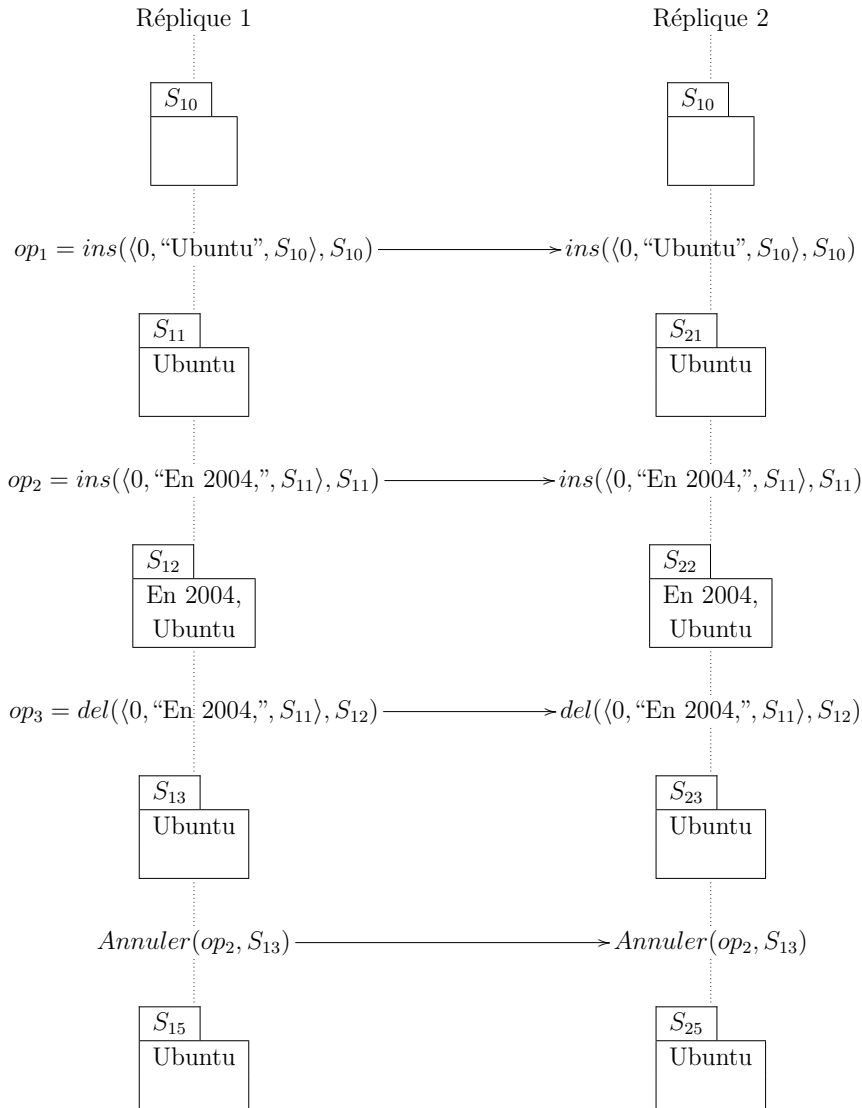 Réplique 1 Réplique 2
S10 S10
op1 = ins(⟨0, “Ubuntu”, S10⟩, S10) ins(⟨0, “Ubuntu”, S10⟩, S10)
S11 S21
Ubuntu Ubuntu
op2 = ins(⟨0, “En 2004,”, S11⟩, S11) ins(⟨0, “En 2004,”, S11⟩, S11)
S12 S22
En 2004, En 2004,
Ubuntu Ubuntu
op3 = del(⟨0, “En 2004,”, S11⟩, S12) del(⟨0, “En 2004,”, S11⟩, S12)
S13 S23
Ubuntu Ubuntu
Annuler(op2, S13) Annuler(op2, S13)
S15 S25
Ubuntu Ubuntu